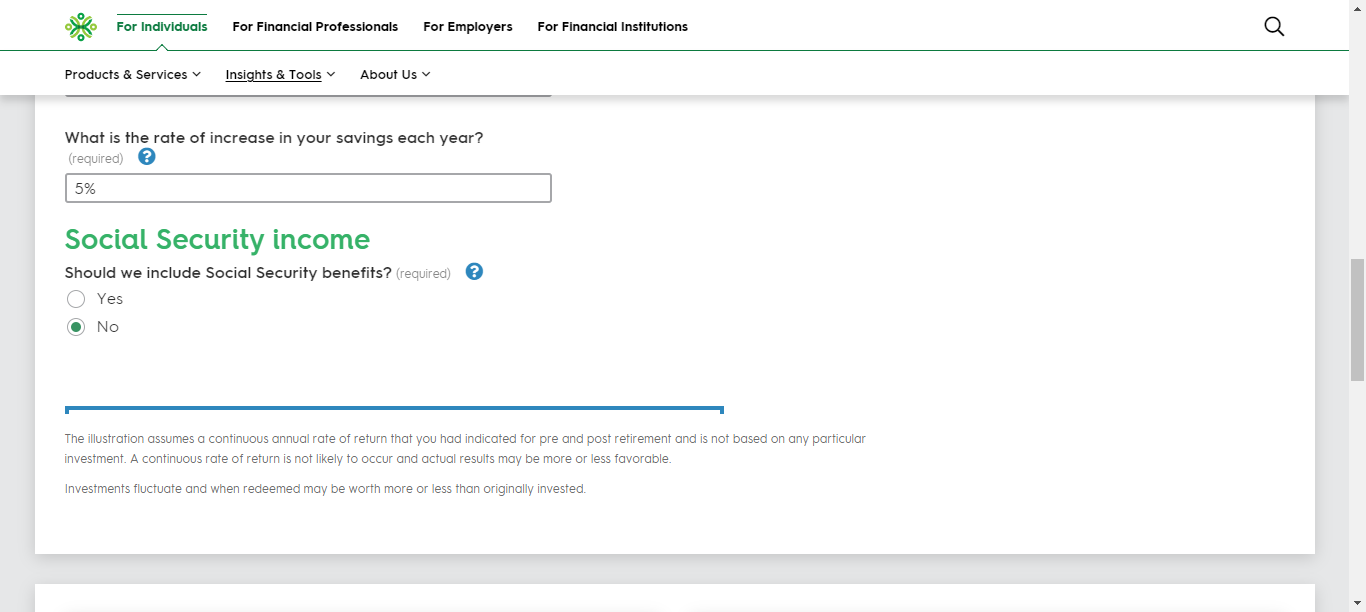 For Individuals For Financial Professionals For Employers For Financial Institutions
Products & Services Insights & Tools About Us
What is the rate of increase in your savings each year?
(required) ?
5%
Social Security income
Should we include Social Security benefits? (required) ?
Yes
No
The illustration assumes a continuous annual rate of return that you had indicated for pre and post retirement and is not based on any particular
investment. A continuous rate of return is not likely to occur and actual results may be more or less favorable.
Investments fluctuate and when redeemed may be worth more or less than originally invested.